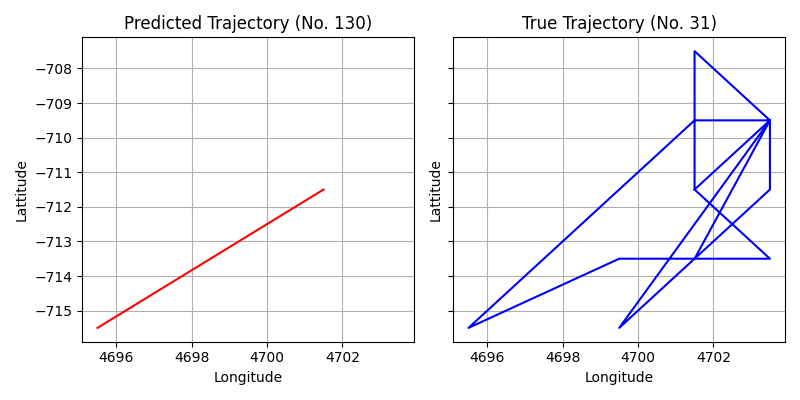 Predicted Trajectory (No. 130)
True Trajectory (No. 31)
Lattitude
−708
−709
−710
−711
−712
−713
−714
−715
4696 4698 4700 4702
Longitude
Lattitude
4696 4698 4700 4702
Longitude